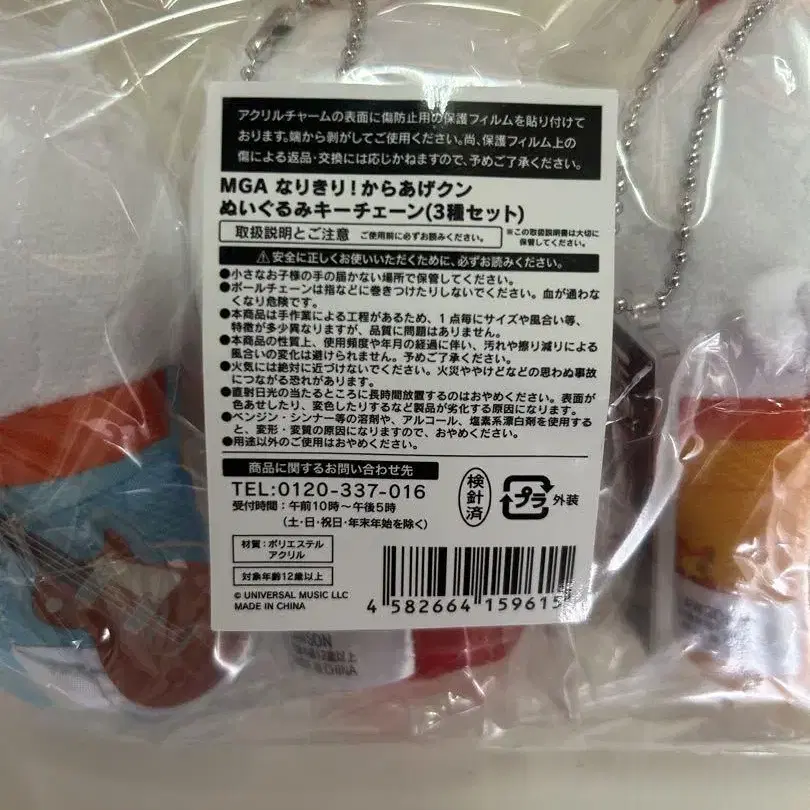 アクリルチャームの表面に傷防止用の保護フィルムを貼り付けて
おります。端から剥がしてご使用ください。尚、保護フィルム上の
傷による返品・交換には応じかねますので、予めご了承ください。
MGA なりきり！からあげクン
ぬいぐるみキーチェーン(3種セット)
取扱説明とご注意 ご使用前に必ずお読みください。
※この取扱説明書は大切に
保管してください。
⚠安全に正しくお使いいただくために、必ずお読みください。
●小さなお子様の手の届かない場所で保管してください。
●ボールチェーンは指などに巻きつけたりしないでください。血が通わな
くなり危険です。
●本商品は手作業による工程があるため、1点毎にサイズや風合い等、
特徴が多少異なりますが、品質に問題はありません。
●本商品の性質上、使用頻度や年月の経過に伴い、汚れや擦り減りによる
風合いの変化は避けられません。予めご了承ください。
●火気には絶対に近づけないでください。火災ややけどなどの思わぬ事故
につながる恐れがあります。
●直射日光の当たるところに長時間放置するのはおやめください。表面が
色あせしたり、変色したりするなど製品が劣化する原因になります。
●ベンジン・シンナー等の溶剤や、アルコール、塩素系漂白剤を使用する
と、変形・変質の原因になりますので、おやめください。
●用途以外のご使用はおやめください。
商品に関するお問い合わせ先
TEL:0120-337-016
受付時間：午前10時〜午後5時
(土・日・祝日・年末年始を除く)
検針済
プラ 外装
材質：ポリエステル
アクリル
対象年齢12歳以上
© UNIVERSAL MUSIC LLC
MADE IN CHINA
4 582664 159615
SDN
CHINA